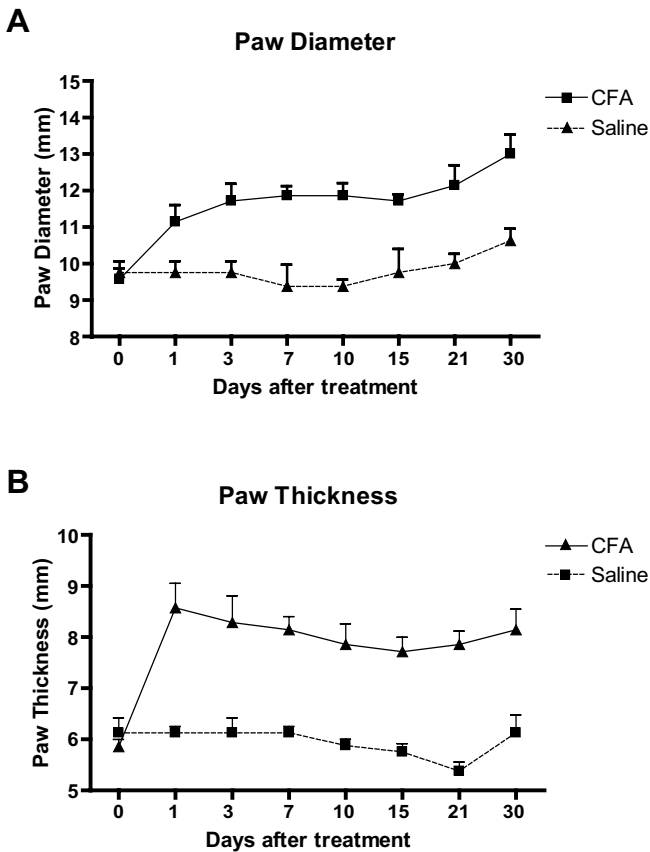 A
Paw Diameter
15
14
13
12
11
10
9
8
Paw Diameter (mm)
CFA
Saline
0 1 3 7 10 15 21 30
Days after treatment
B
Paw Thickness
10
9
8
7
6
5
Paw Thickness (mm)
CFA
Saline
0 1 3 7 10 15 21 30
Days after treatment